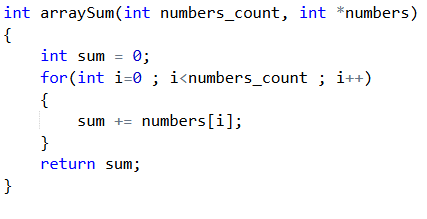 int arraySum(int numbers_count, int *numbers)
{
    int sum = 0;
    for(int i=0 ; i<numbers_count ; i++)
    {
        sum += numbers[i];
    }
    return sum;
}